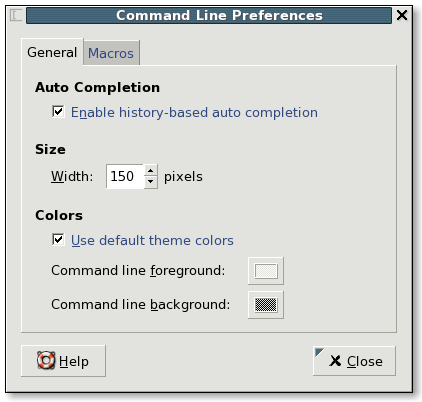 Command Line Preferences
General Macros
Auto Completion
Enable history-based auto completion
Size
Width: 150 pixels
Colors
Use default theme colors
Command line foreground:
Command line background:
Help Close